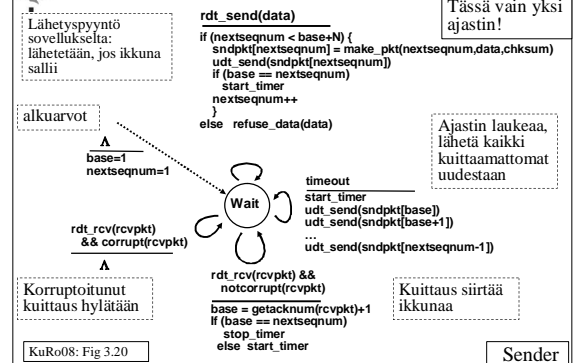 Lähetyspyyntö
sovellukselta:
lähetetään, jos ikkuna
sallii
rdt_send(data)
if (nextseqnum < base+N) {
sndpkt[nextseqnum] = make_pkt(nextseqnum,data,chksum)
udt_send(sndpkt[nextseqnum])
if (base == nextseqnum)
start_timer
nextseqnum++
}
else refuse_data(data)
Tässä vain yksi
ajastin!
alkuarvot
Λ
base=1
nextseqnum=1
Ajastin laukeaa,
lähetä kaikki
kuittaamattomat
uudestaan
Wait
timeout
start_timer
udt_send(sndpkt[base])
udt_send(sndpkt[base+1])
…
udt_send(sndpkt[nextseqnum-1])
rdt_rcv(rcvpkt)
&& corrupt(rcvpkt)
Λ
Korruptoitunut
kuittaus hylätään
rdt_rcv(rcvpkt) &&
notcorrupt(rcvpkt)
base = getacknum(rcvpkt)+1
If (base == nextseqnum)
stop_timer
else start_timer
Kuittaus siirtää
ikkunaa
KuRo08: Fig 3.20
Sender